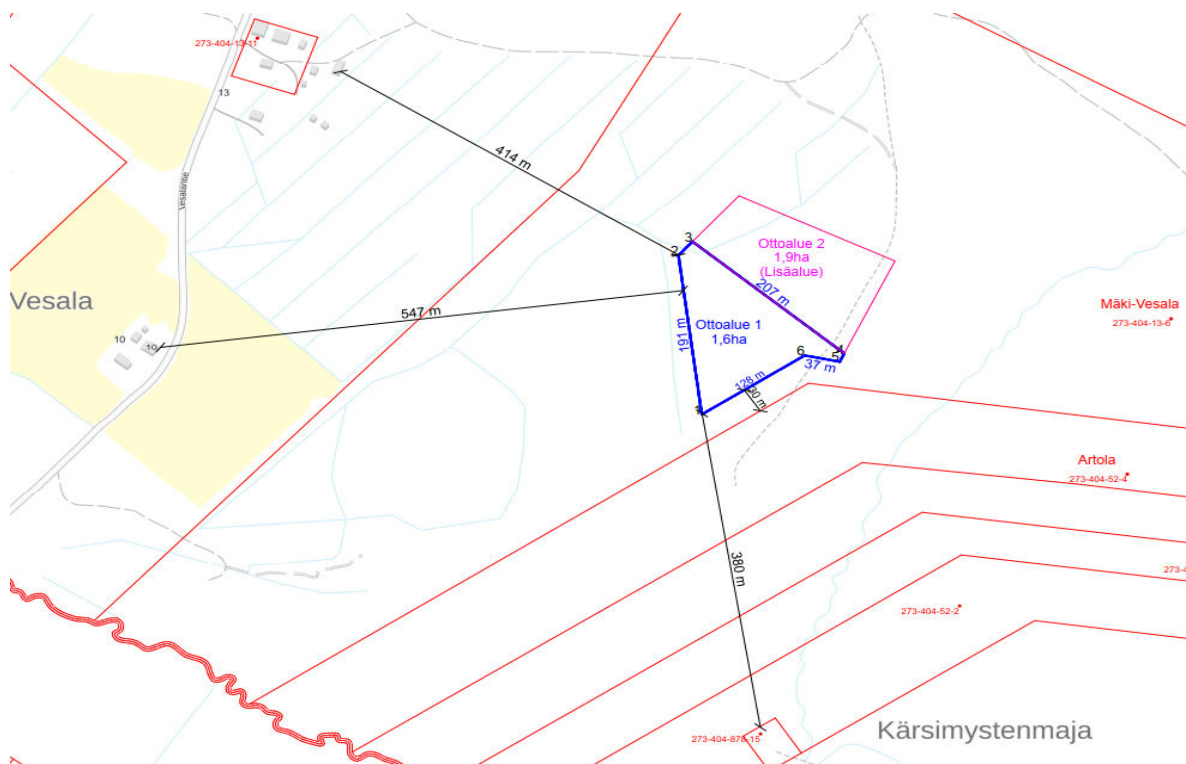 273-404-13-11
13
Vesaläntie
414 m
3
2
Ottoalue 2
1,9ha
(Lisäalue)
207 m
Vesala
547 m
Mäki-Vesala
273-404-13-6
191 m
Ottoalue 1
1,6ha
10
10
6
4
5
37 m
128 m
30 m
Artola
273-404-52-4
380 m
273-4
273-404-52-2
273-404-878-15
Kärsimystenmaja